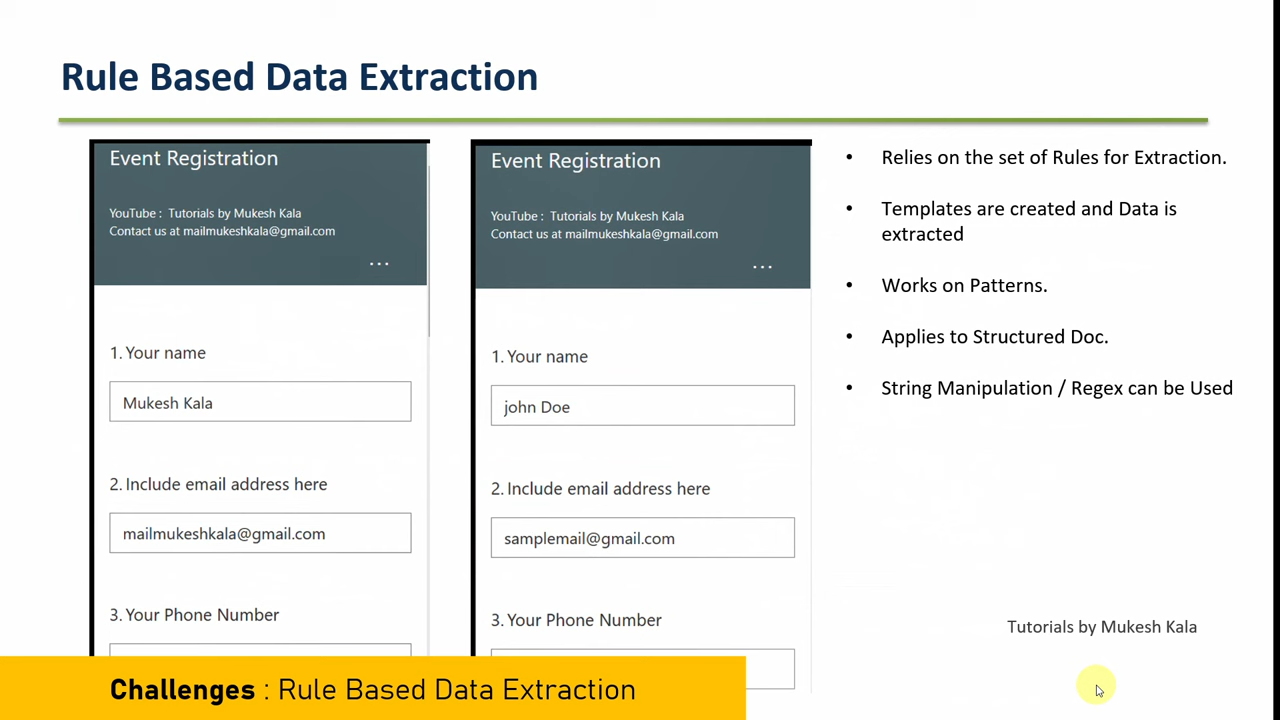 Rule Based Data Extraction
Event Registration
YouTube : Tutorials by Mukesh Kala
Contact us at mailmukeshkala@gmail.com
...
1. Your name
Mukesh Kala
2. Include email address here
mailmukeshkala@gmail.com
3. Your Phone Number
Event Registration
YouTube : Tutorials by Mukesh Kala
Contact us at mailmukeshkala@gmail.com
...
1. Your name
john Doe
2. Include email address here
samplemail@gmail.com
3. Your Phone Number
• Relies on the set of Rules for Extraction.
• Templates are created and Data is
extracted
• Works on Patterns.
• Applies to Structured Doc.
• String Manipulation / Regex can be Used
Tutorials by Mukesh Kala
Challenges : Rule Based Data Extraction